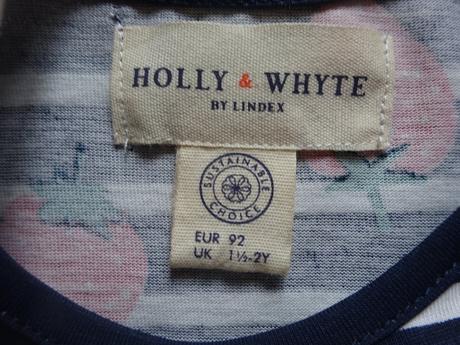 HOLLY & WHYTE
BY LINDEX
SUSTAINABLE
CHOICE
EUR 92
UK 1½-2Y